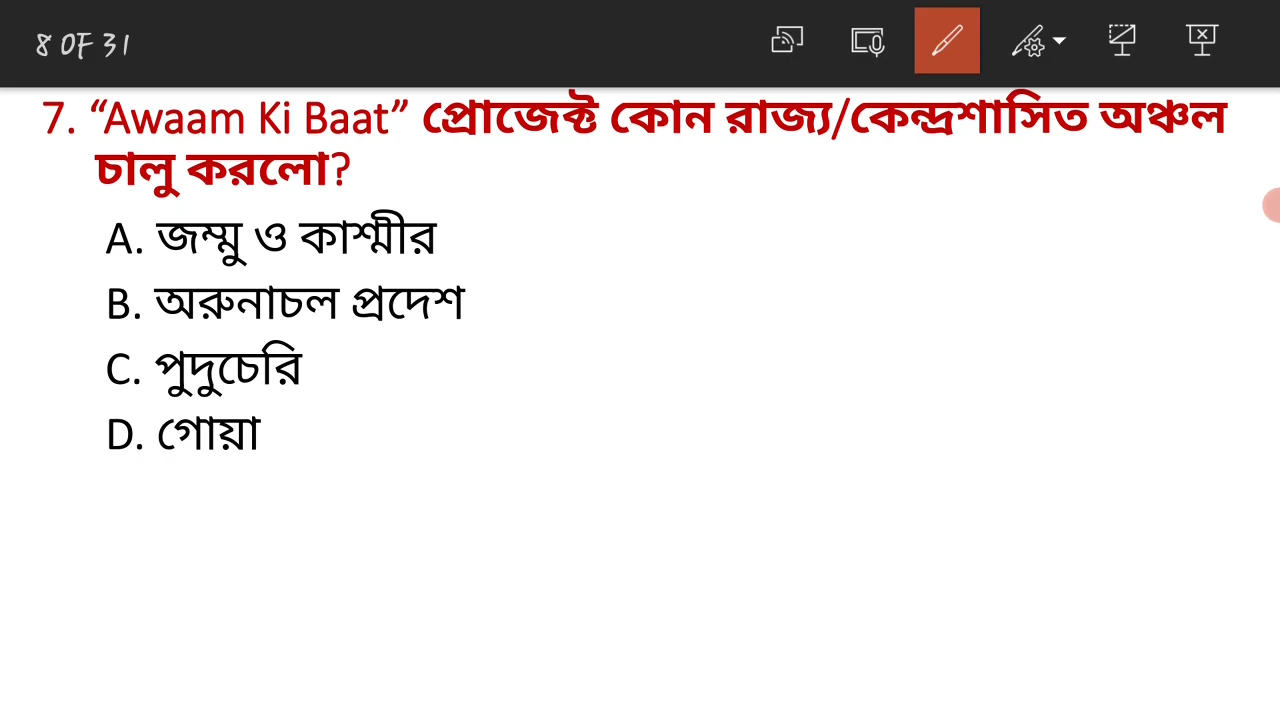 8 OF 31
7. “Awaam Ki Baat” প্রোজেক্ট কোন রাজ্য/কেন্দ্রশাসিত অঞ্চল
চালু করলো?
A. জম্মু ও কাশ্মীর
B. অরুনাচল প্রদেশ
C. পুদুচেরি
D. গোয়া